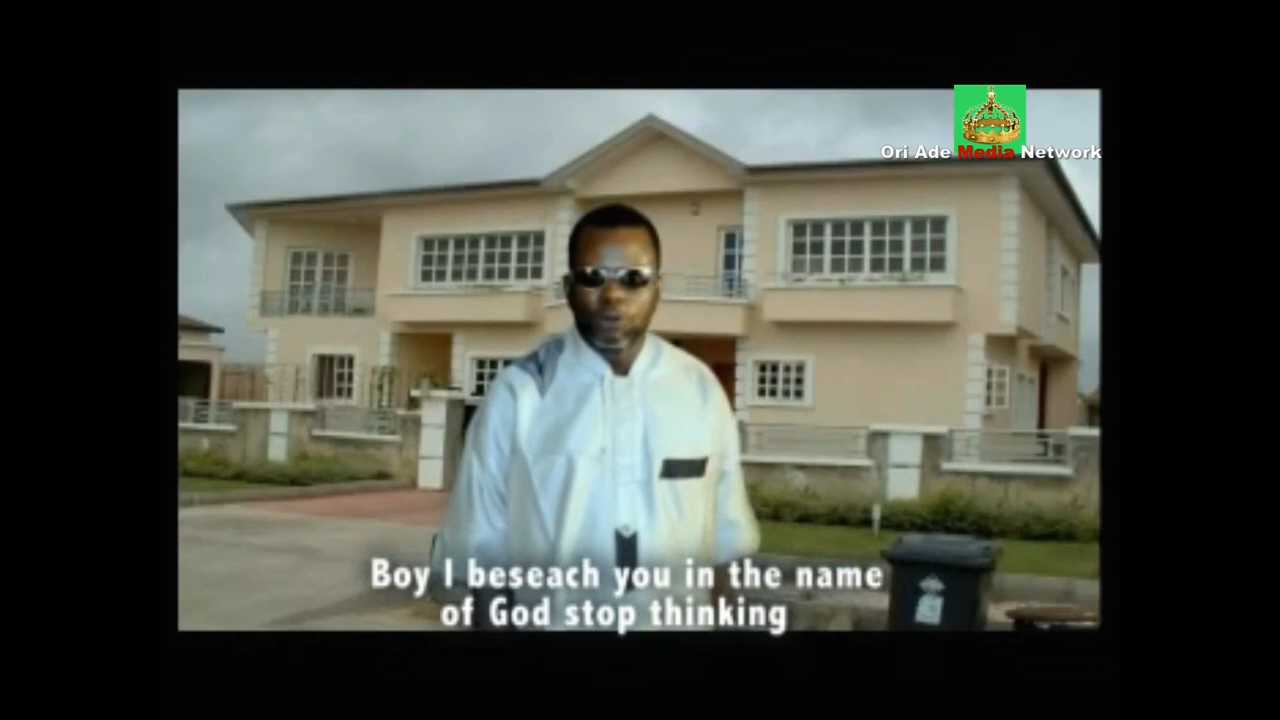 Ori Ade Media Network
Boy I beseach you in the name
of God stop thinking